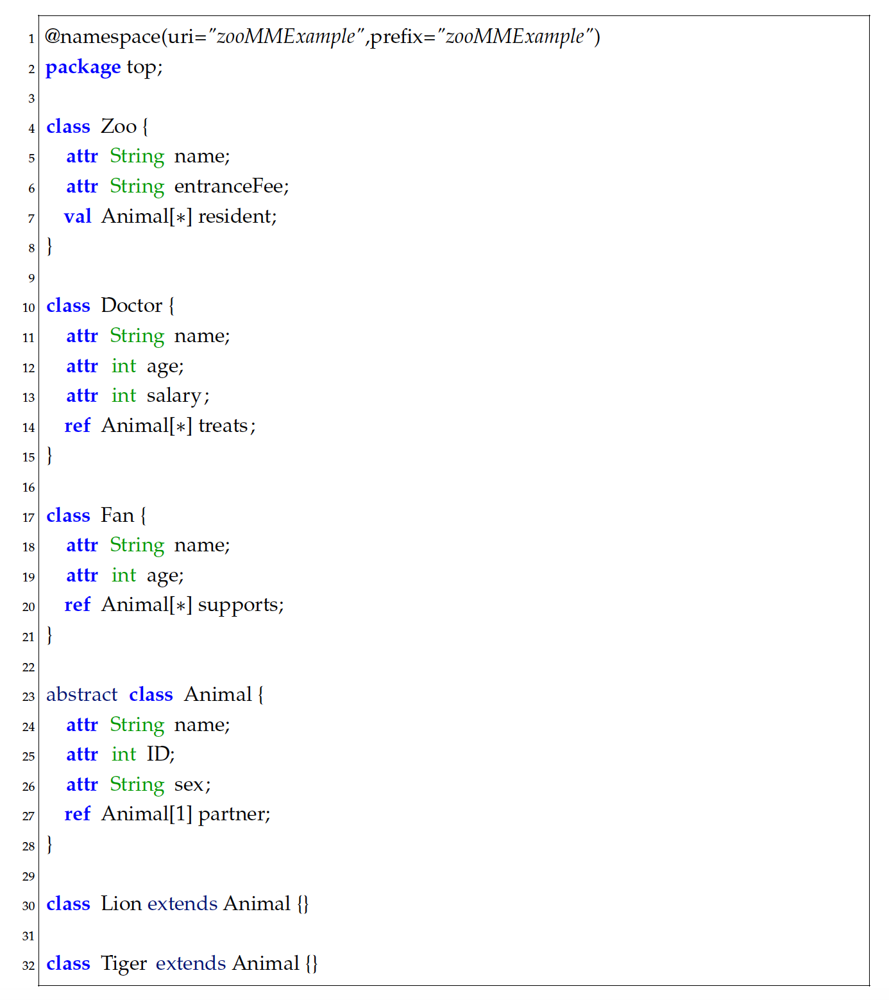 1 @namespace(uri="zooMMExample",prefix="zooMMExample")
2 package top;
3
4 class Zoo {
5 attr String name;
6 attr String entranceFee;
7 val Animal[*] resident;
8 }
9
10 class Doctor {
11 attr String name;
12 attr int age;
13 attr int salary;
14 ref Animal[*] treats;
15 }
16
17 class Fan {
18 attr String name;
19 attr int age;
20 ref Animal[*] supports;
21 }
22
23 abstract class Animal {
24 attr String name;
25 attr int ID;
26 attr String sex;
27 ref Animal[1] partner;
28 }
29
30 class Lion extends Animal {}
31
32 class Tiger extends Animal {}